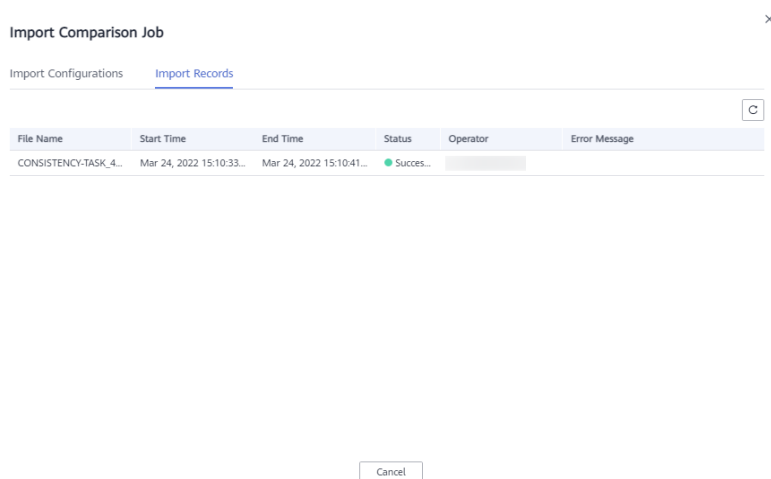 Import Comparison Job
Import Configurations Import Records
File Name Start Time End Time Status Operator Error Message
CONSISTENCY-TASK_4... Mar 24, 2022 15:10:33... Mar 24, 2022 15:10:41... Succes...
Cancel